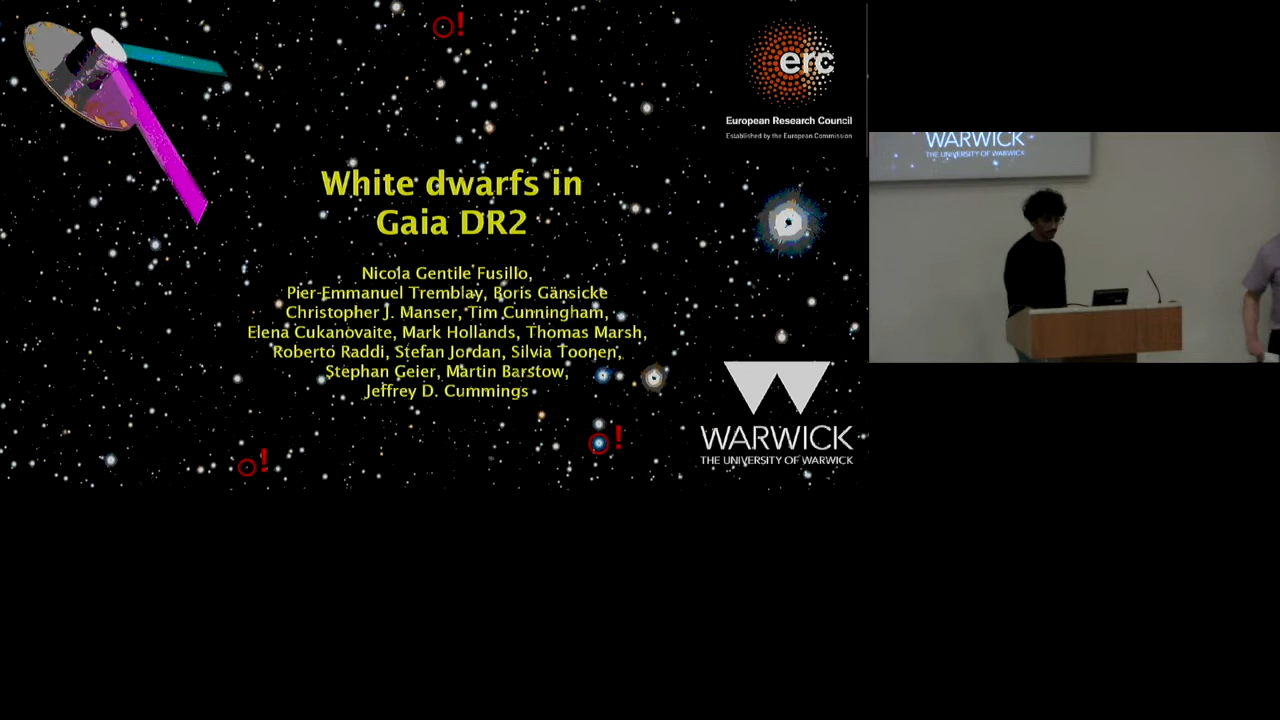 !
erc
European Research Council
Established by the European Commission
White dwarfs in
Gaia DR2
Nicola Gentile Fusillo,
Pier-Emmanuel Tremblay, Boris Gänsicke
Christopher J. Manser, Tim Cunningham,
Elena Cukanovaite, Mark Hollands, Thomas Marsh,
Roberto Raddi, Stefan Jordan, Silvia Toonen,
Stephan Geier, Martin Barstow,
Jeffrey D. Cummings
!
!
WARWICK
THE UNIVERSITY OF WARWICK
WARWICK
THE UNIVERSITY OF WARWICK